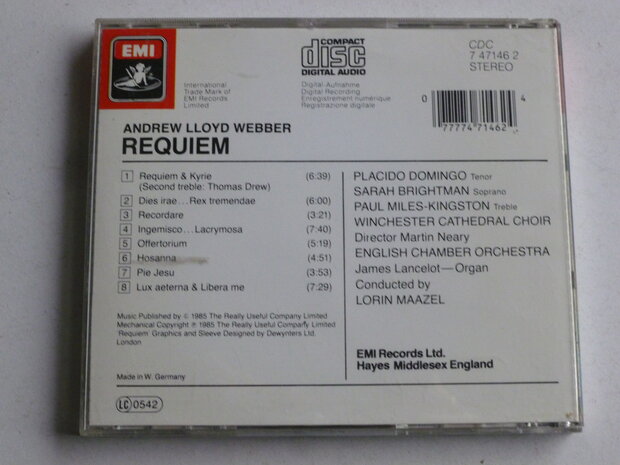 EMI
International
Trade Mark of
EMI Records
Limited
COMPACT
disc
DIGITAL AUDIO
Digital-Aufnahme
Digital Recording
Enregistrement numérique
Registrazione digitale
CDC
7 47146 2
STEREO
0 77774 71462 4
ANDREW LLOYD WEBBER
REQUIEM
1 Requiem & Kyrie (6:39)
(Second treble: Thomas Drew)
2 Dies irae...Rex tremendae (6:00)
3 Recordare (3:21)
4 Ingemisco...Lacrymosa (7:40)
5 Offertorium (5:19)
6 Hosanna (4:51)
7 Pie Jesu (3:53)
8 Lux aeterna & Libera me (7:29)
Music Published by © 1985 The Really Useful Company Limited
Mechanical Copyright ℗ 1985 The Really Useful Company Limited
'Requiem' Graphics and Sleeve Designed by Dewynters Ltd.
London
Made in W. Germany
LC 0542
PLACIDO DOMINGO Tenor
SARAH BRIGHTMAN Soprano
PAUL MILES-KINGSTON Treble
WINCHESTER CATHEDRAL CHOIR
Director Martin Neary
ENGLISH CHAMBER ORCHESTRA
James Lancelot—Organ
Conducted by
LORIN MAAZEL
EMI Records Ltd.
Hayes Middlesex England